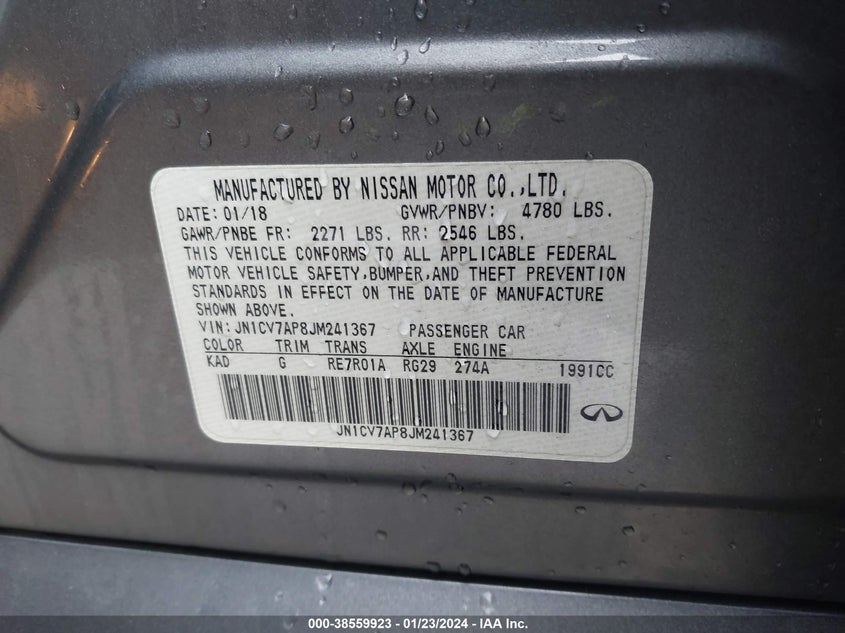 MANUFACTURED BY NISSAN MOTOR CO.,LTD.
DATE: 01/18 GVWR/PNBV: 4780 LBS.
GAWR/PNBE FR: 2271 LBS. RR: 2546 LBS.
THIS VEHICLE CONFORMS TO ALL APPLICABLE FEDERAL
MOTOR VEHICLE SAFETY,BUMPER,AND THEFT PREVENTION
STANDARDS IN EFFECT ON THE DATE OF MANUFACTURE
SHOWN ABOVE.
VIN: JN1CV7AP8JM241367 PASSENGER CAR
COLOR TRIM TRANS AXLE ENGINE
KAD G RE7R01A RG29 274A 1991CC
JN1CV7AP8JM241367
000-38559923 - 01/23/2024 - IAA Inc.